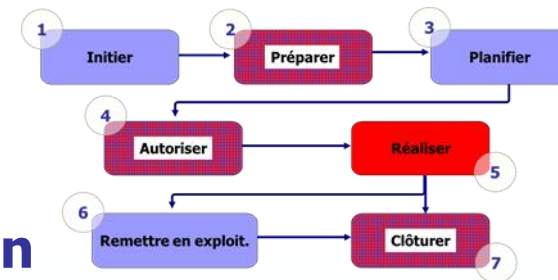 1
Initier
2
Préparer
3
Planifier
4
Autoriser
Réaliser
5
6
Remettre en exploit.
Clôturer
7
n